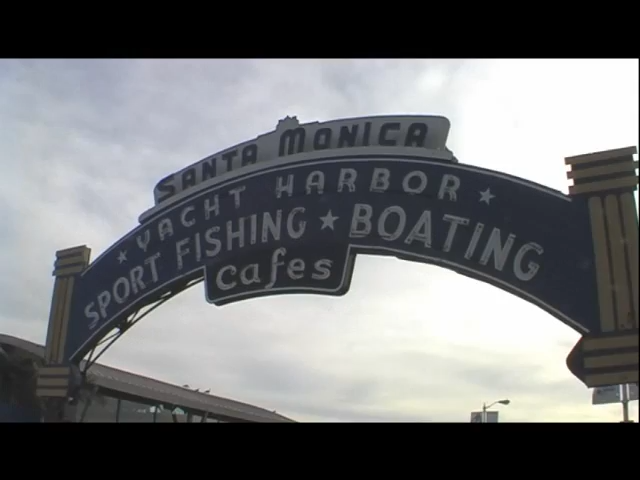 SANTA MONICA
YACHT HARBOR
SPORT FISHING BOATING
cafes